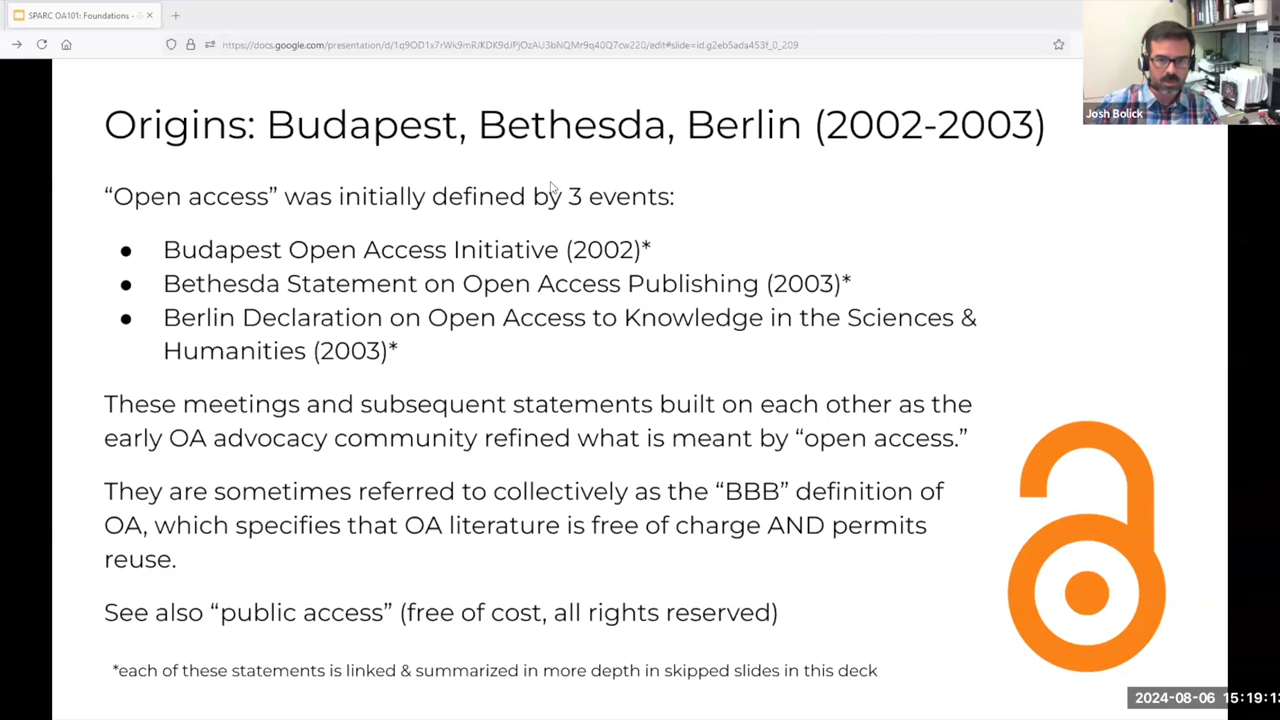 SPARC OA101: Foundations - (
https://docs.google.com/presentation/d/1q9OD1x7rWk9mRJKDK9dJPjOzAU3bNQMr9q40Q7cw220/edit#slide=id.g2eb5ada453f_0_209
Josh Bolick
Origins: Budapest, Bethesda, Berlin (2002-2003)
“Open access” was initially defined by 3 events:
● Budapest Open Access Initiative (2002)*
● Bethesda Statement on Open Access Publishing (2003)*
● Berlin Declaration on Open Access to Knowledge in the Sciences &
Humanities (2003)*
These meetings and subsequent statements built on each other as the
early OA advocacy community refined what is meant by “open access.”
They are sometimes referred to collectively as the “BBB” definition of
OA, which specifies that OA literature is free of charge AND permits
reuse.
See also “public access” (free of cost, all rights reserved)
*each of these statements is linked & summarized in more depth in skipped slides in this deck
2024-08-06 15:19:1